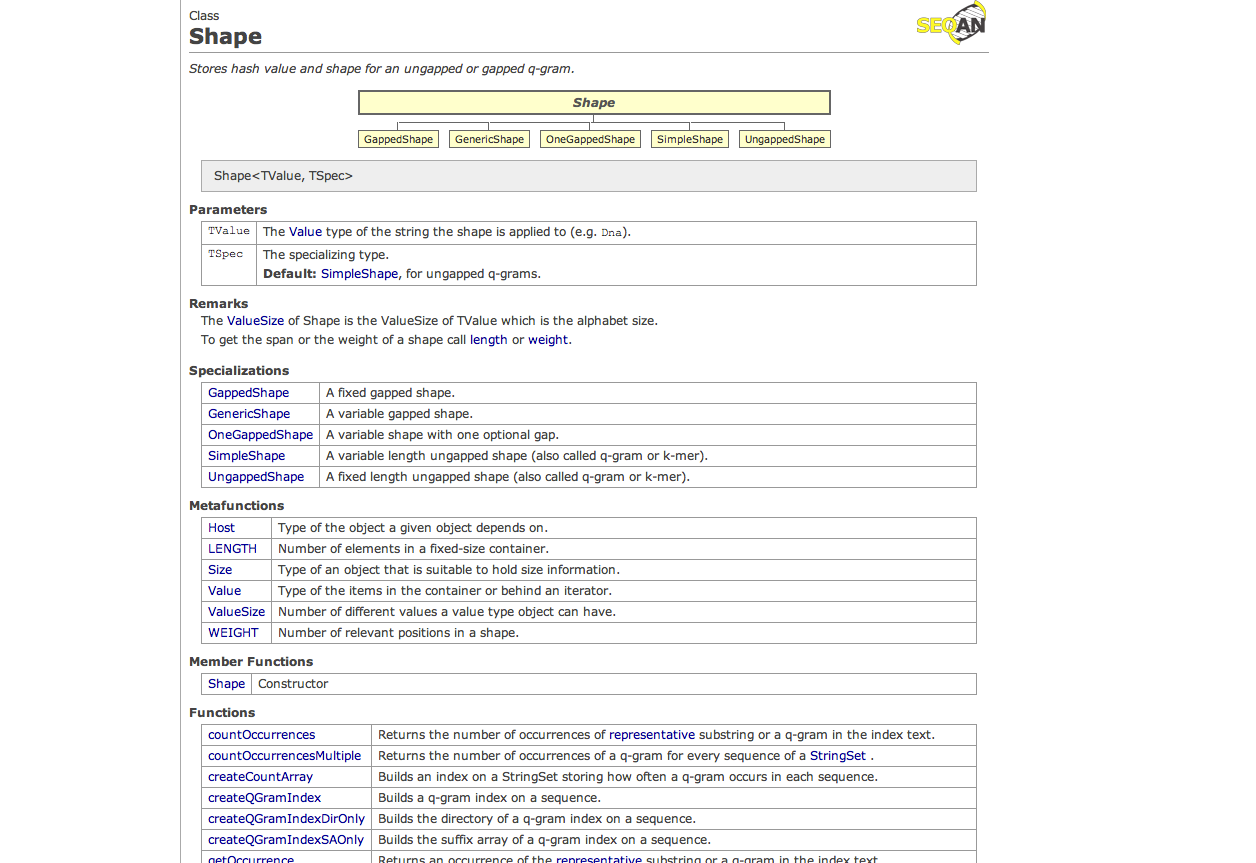 Class
SEQAN
Shape
Stores hash value and shape for an ungapped or gapped q-gram.
Shape
GappedShape GenericShape OneGappedShape SimpleShape UngappedShape
Shape<TValue, TSpec>
Parameters
TValue The Value type of the string the shape is applied to (e.g. Dna).
TSpec The specializing type.
Default: SimpleShape, for ungapped q-grams.
Remarks
The ValueSize of Shape is the ValueSize of TValue which is the alphabet size.
To get the span or the weight of a shape call length or weight.
Specializations
GappedShape A fixed gapped shape.
GenericShape A variable gapped shape.
OneGappedShape A variable shape with one optional gap.
SimpleShape A variable length ungapped shape (also called q-gram or k-mer).
UngappedShape A fixed length ungapped shape (also called q-gram or k-mer).
Metafunctions
Host Type of the object a given object depends on.
LENGTH Number of elements in a fixed-size container.
Size Type of an object that is suitable to hold size information.
Value Type of the items in the container or behind an iterator.
ValueSize Number of different values a value type object can have.
WEIGHT Number of relevant positions in a shape.
Member Functions
Shape Constructor
Functions
countOccurrences Returns the number of occurrences of representative substring or a q-gram in the index text.
countOccurrencesMultiple Returns the number of occurrences of a q-gram for every sequence of a StringSet .
createCountArray Builds an index on a StringSet storing how often a q-gram occurs in each sequence.
createQGramIndex Builds a q-gram index on a sequence.
createQGramIndexDirOnly Builds the directory of a q-gram index on a sequence.
createQGramIndexSAOnly Builds the suffix array of a q-gram index on a sequence.
getOccurrence Returns an occurrence of the representative substring or a q-gram in the index text.